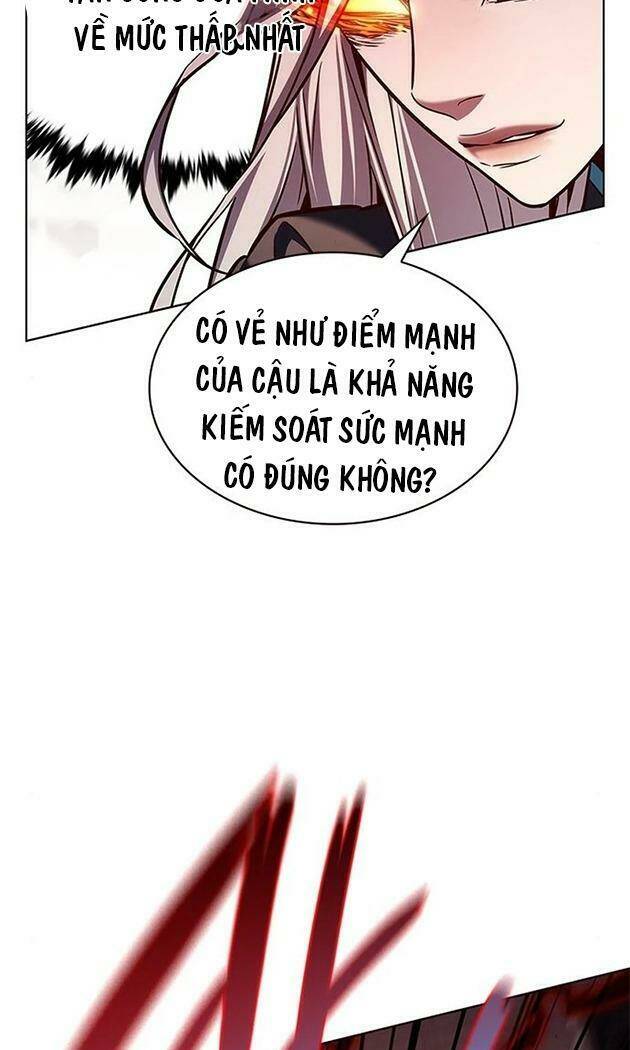 VỀ MỨC THẤP NHẤT
CÓ VẺ NHƯ ĐIỂM MẠNH
CỦA CẬU LÀ KHẢ NĂNG
KIẾM SOÁT SỨC MẠNH
CÓ ĐÚNG KHÔNG?